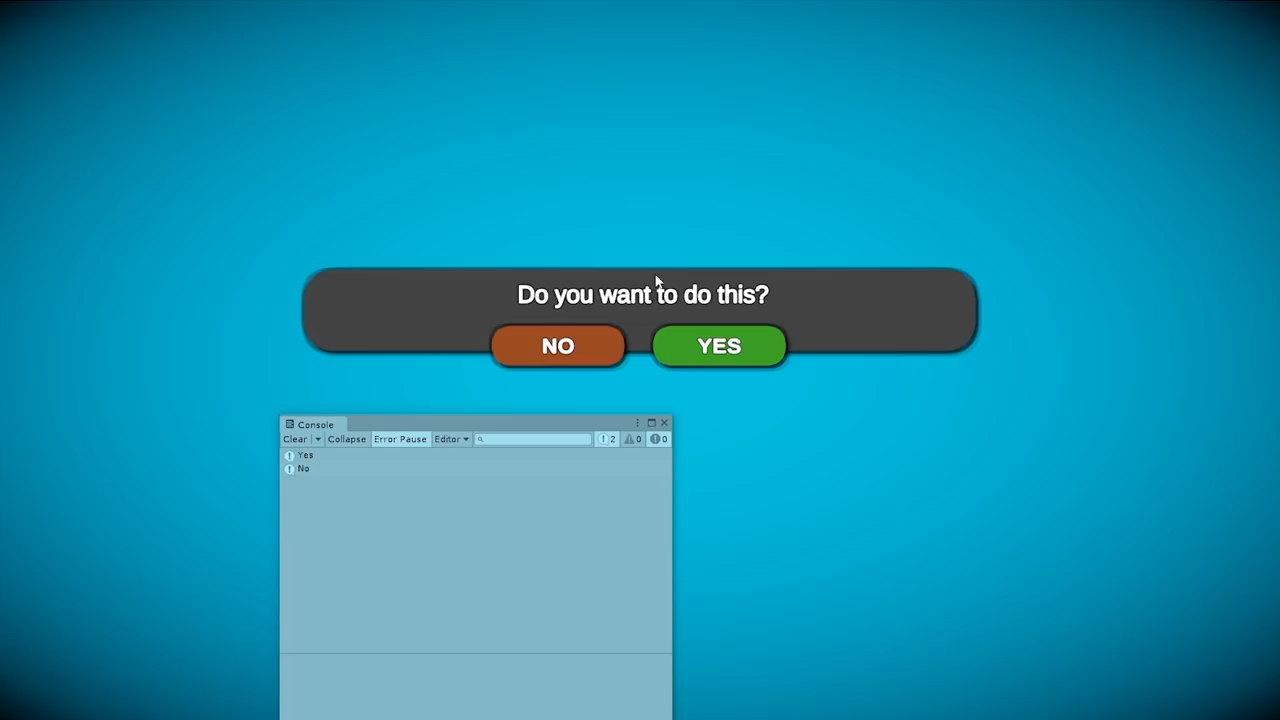 Do you want to do this?
NO YES
Console
Clear Collapse Error Pause Editor 2 0 0
Yes
No